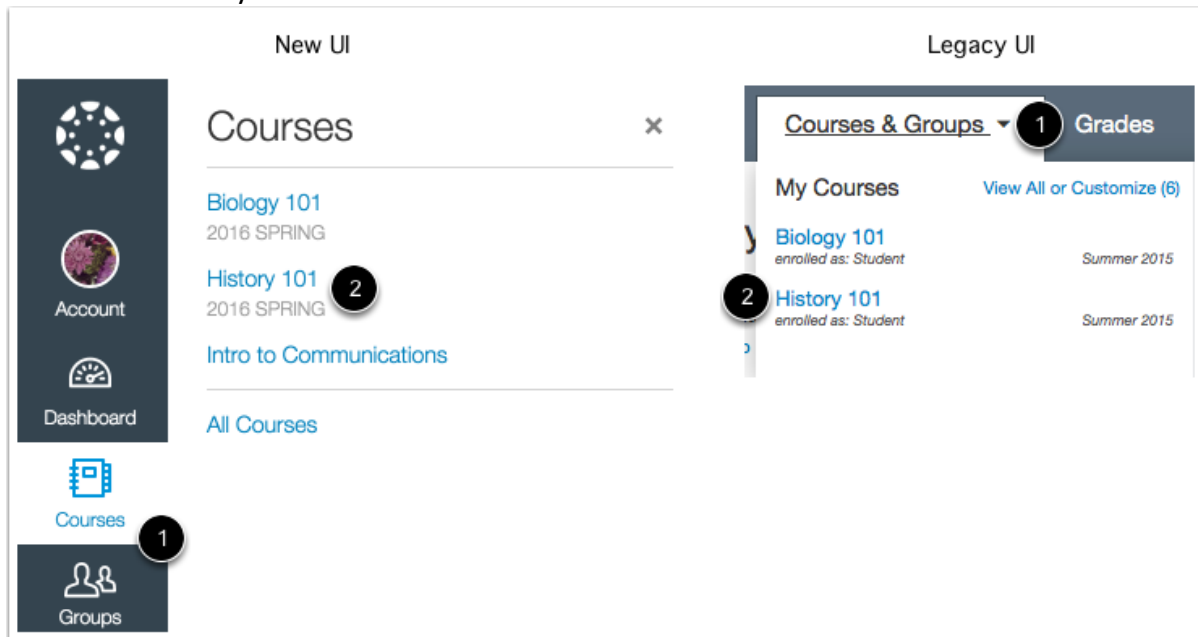 New UI
Legacy UI
Courses ×
Biology 101
2016 SPRING
History 101 2
2016 SPRING
Intro to Communications
All Courses
Account
Dashboard
Courses
1
Groups
Courses & Groups 1 Grades
My Courses View All or Customize (6)
Biology 101
enrolled as: Student Summer 2015
2 History 101
enrolled as: Student Summer 2015